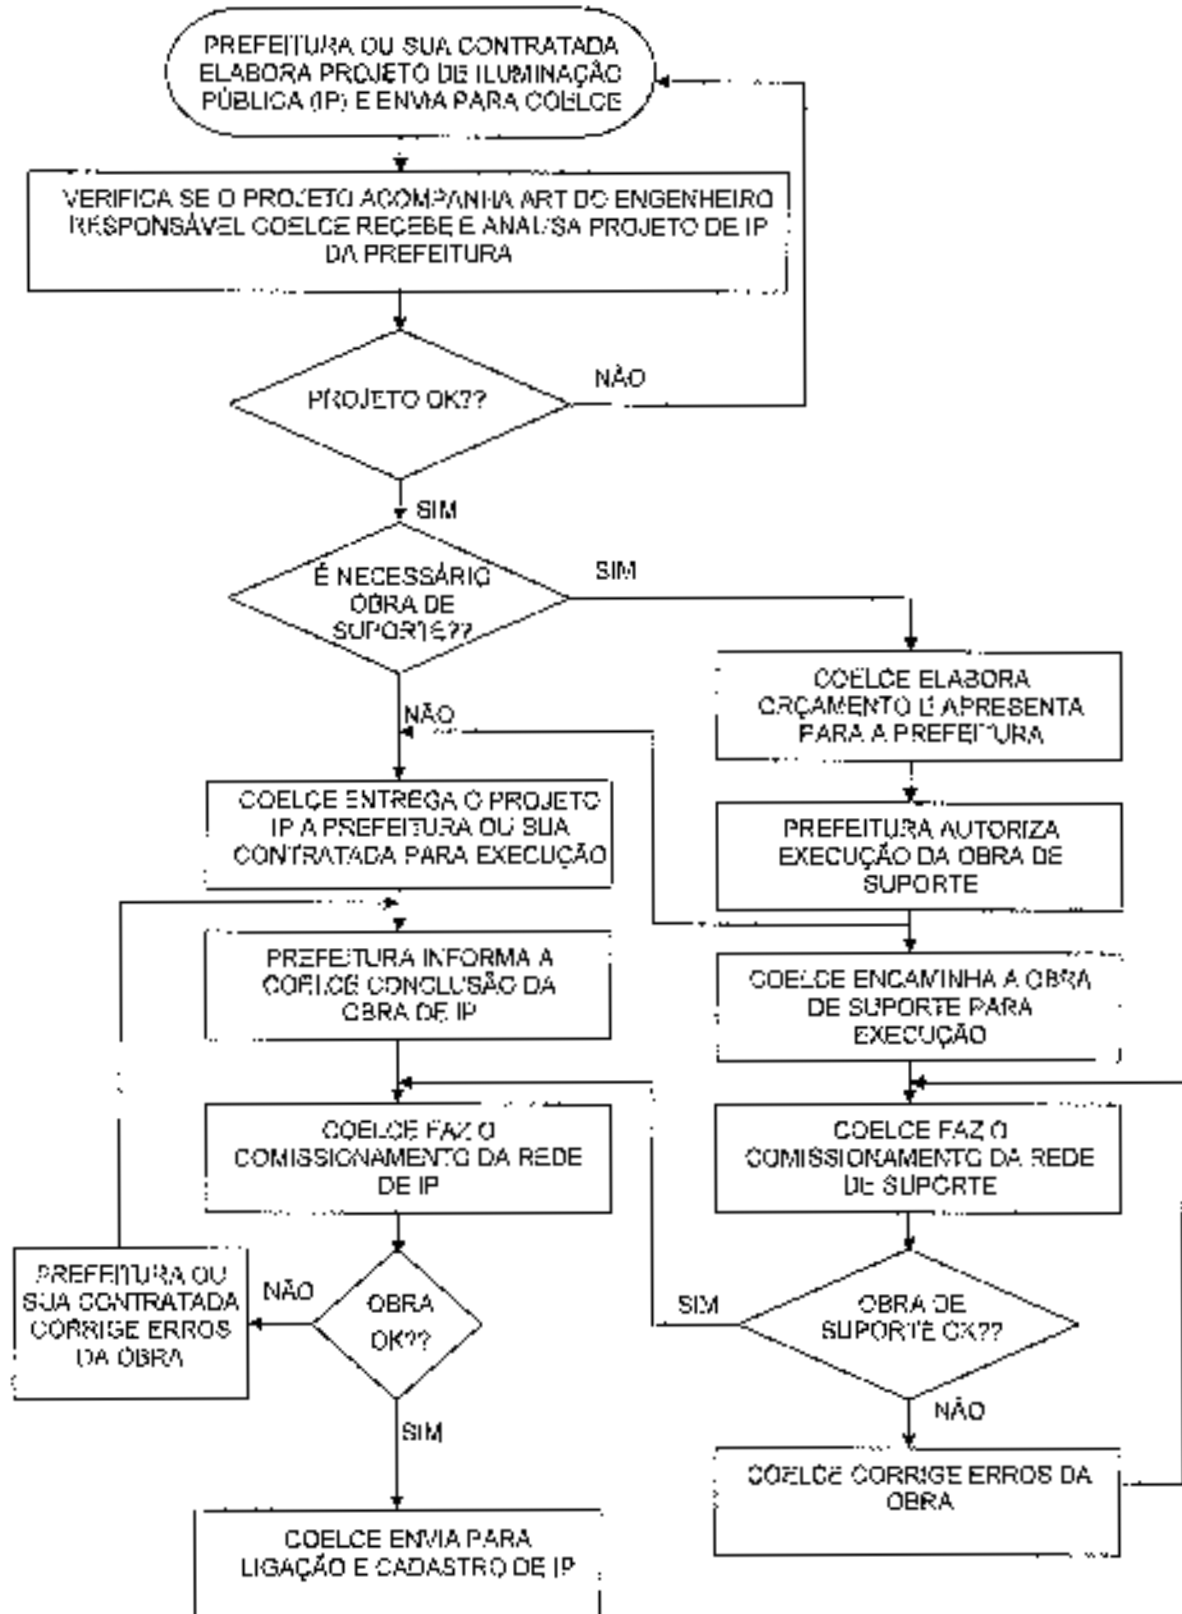 PREFEITURA OU SUA CONTRATADA
ELABORA PROJETO DE ILUMINAÇÃO
PÚBLICA (IP) E ENVIA PARA COELCE
VERIFICA SE O PROJETO ACOMPANHA ART DO ENGENHEIRO
RESPONSÁVEL COELCE RECEBE E ANALISA PROJETO DE IP
DA PREFEITURA
PROJETO OK??
NÃO
SIM
É NECESSÁRIO
OBRA DE
SUPORTE??
SIM
NÃO
COELCE ELABORA
ORÇAMENTO E APRESENTA
PARA A PREFEITURA
COELCE ENTREGA O PROJETO
IP A PREFEITURA OU SUA
CONTRATADA PARA EXECUÇÃO
PREFEITURA AUTORIZA
EXECUÇÃO DA OBRA DE
SUPORTE
PREFEITURA INFORMA A
COELCE CONCLUSÃO DA
OBRA DE IP
COELCE ENCAMINHA A OBRA
DE SUPORTE PARA
EXECUÇÃO
COELCE FAZ O
COMISSIONAMENTO DA REDE
DE IP
COELCE FAZ O
COMISSIONAMENTO DA REDE
DE SUPORTE
PREFEITURA OU
SUA CONTRATADA
CORRIGE ERROS
DA OBRA
NÃO
OBRA
OK??
SIM
SIM
OBRA DE
SUPORTE OK??
NÃO
COELCE CORRIGE ERROS DA
OBRA
COELCE ENVIA PARA
LIGAÇÃO E CADASTRO DE IP